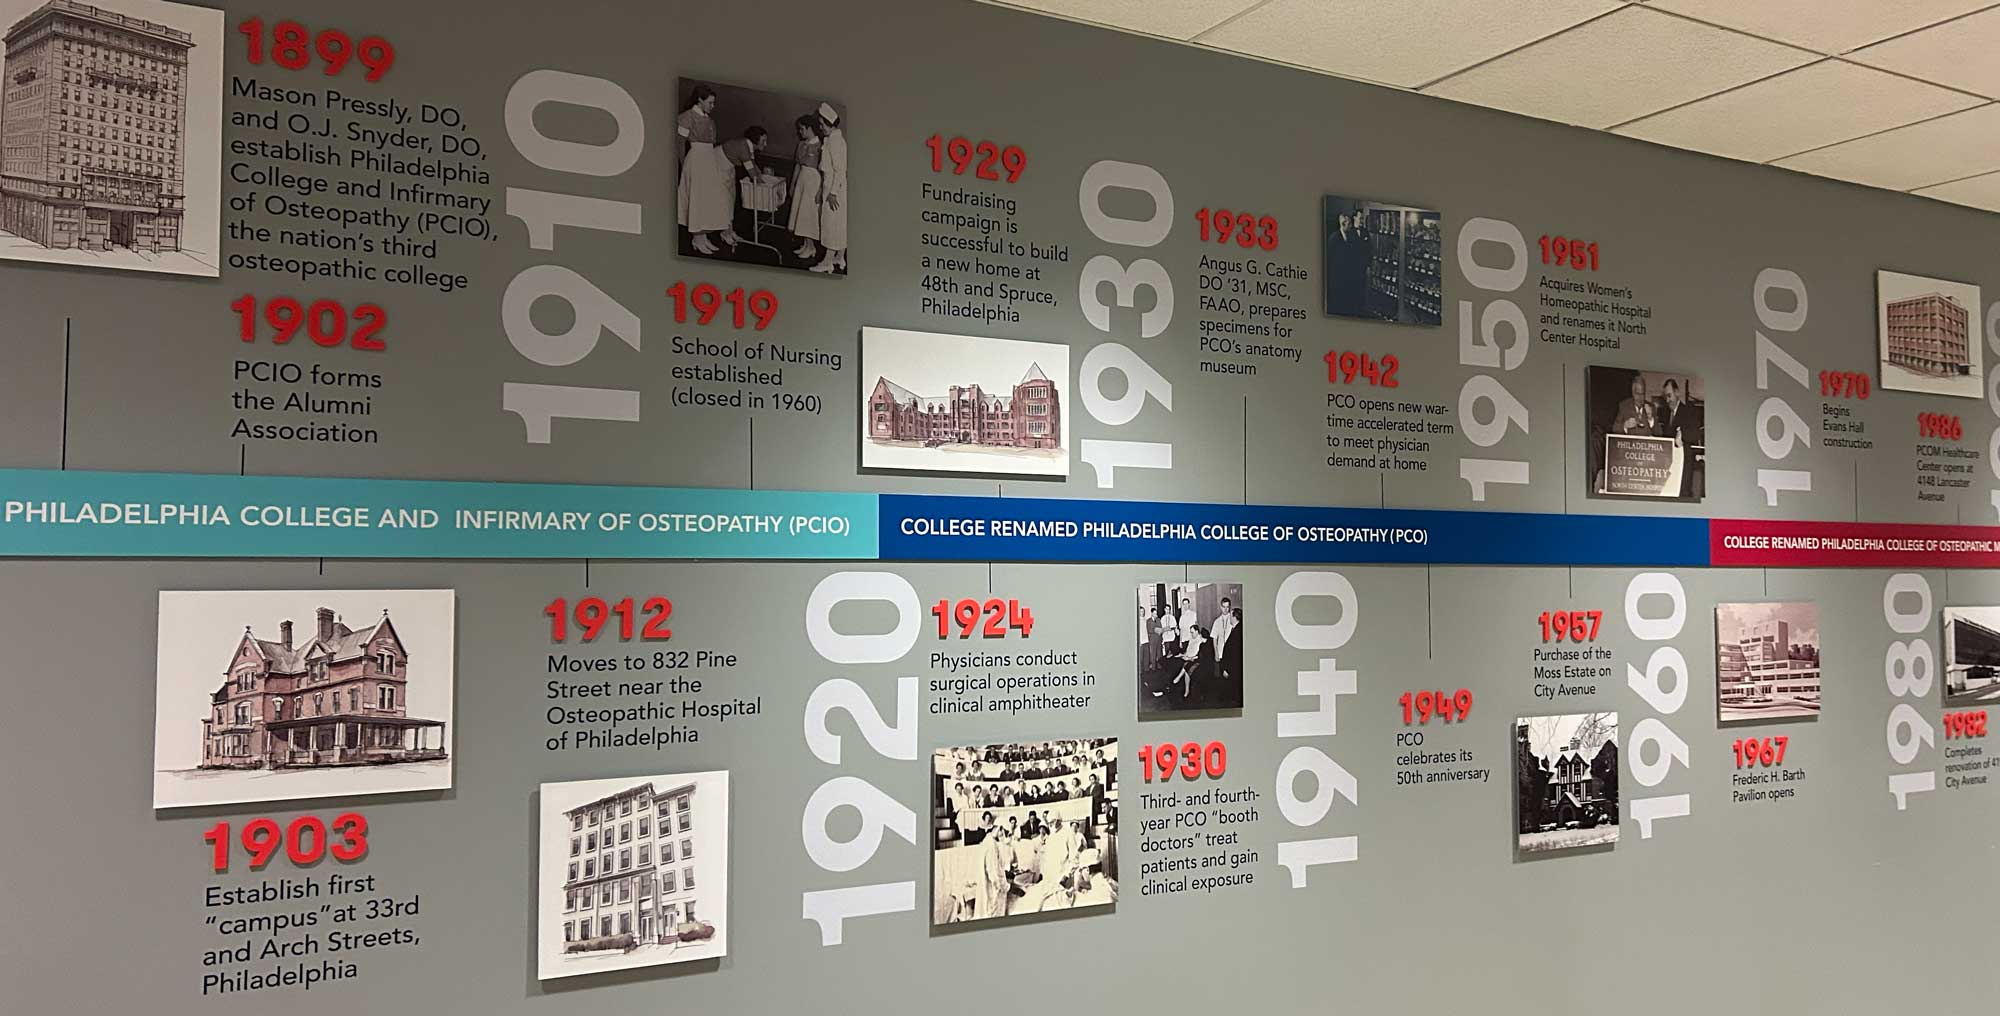 1899
Mason Pressly, DO,
and O.J. Snyder, DO,
establish Philadelphia
College and Infirmary
of Osteopathy (PCIO),
the nation's third
osteopathic college
1902
PCIO forms
the Alumni
Association
1910
1919
School of Nursing
established
(closed in 1960)
1929
Fundraising
campaign is
successful to build
a new home at
48th and Spruce,
Philadelphia
1930
1933
Angus G. Cathie
DO '31, MSC,
FAAO, prepares
specimens for
PCO's anatomy
museum
1942
PCO opens new war-
time accelerated term
to meet physician
demand at home
1950
1951
Acquires Women's
Homeopathic Hospital
and renames it North
Center Hospital
PHILADELPHIA
COLLEGE
OF
OSTEOPATHY
NORTH CENTER
1970
1970
Begins
Evans Hall
construction
1986
PCOM Healthcare
Center opens at
4148 Lancaster
Avenue
PHILADELPHIA COLLEGE AND INFIRMARY OF OSTEOPATHY (PCIO)
COLLEGE RENAMED PHILADELPHIA COLLEGE OF OSTEOPATHY (PCO)
COLLEGE RENAMED PHILADELPHIA COLLEGE OF OSTEOPATHIC M
1903
Establish first
"campus" at 33rd
and Arch Streets,
Philadelphia
1912
Moves to 832 Pine
Street near the
Osteopathic Hospital
of Philadelphia
1920
1924
Physicians conduct
surgical operations in
clinical amphitheater
1930
Third- and fourth-
year PCO "booth
doctors" treat
patients and gain
clinical exposure
1940
1949
PCO
celebrates its
50th anniversary
1957
Purchase of the
Moss Estate on
City Avenue
1960
1967
Frederic H. Barth
Pavilion opens
1980
1982
Completes
renovation of 41
City Avenue